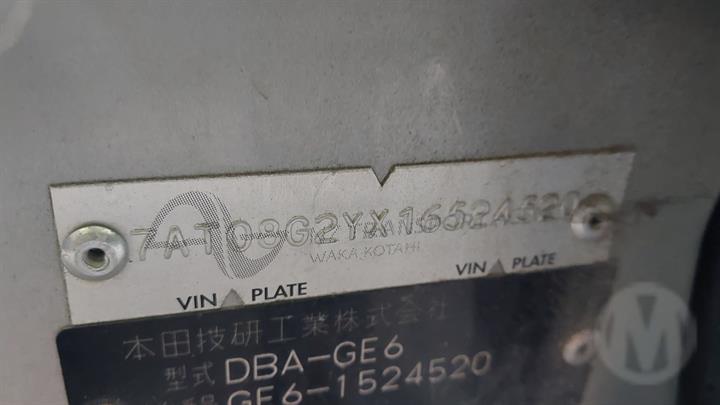 7AT08G2YX16524520
WAKA KOTAHI
VIN PLATE VIN PLATE
本田技研工業株式会社
型式 DBA-GE6
GE6-1524520
M